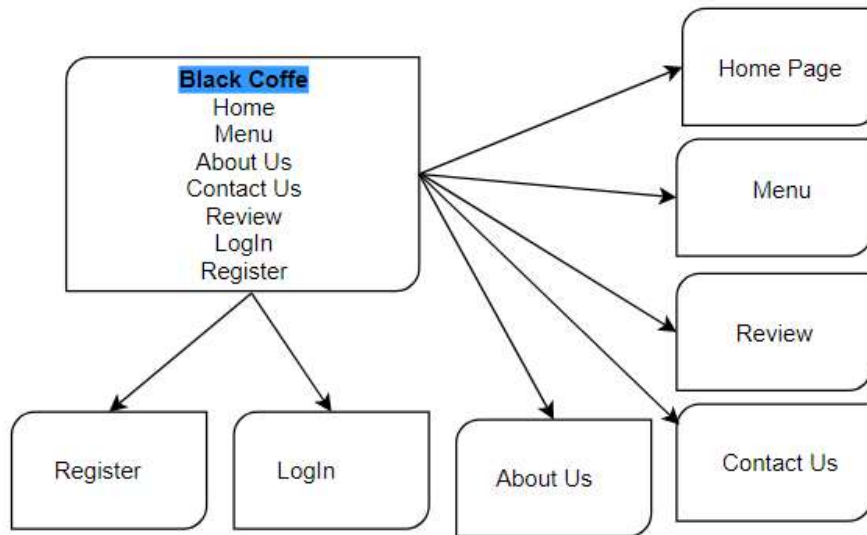 Black Coffe
Home
Menu
About Us
Contact Us
Review
LogIn
Register
Home Page
Menu
Review
Contact Us
About Us
LogIn
Register